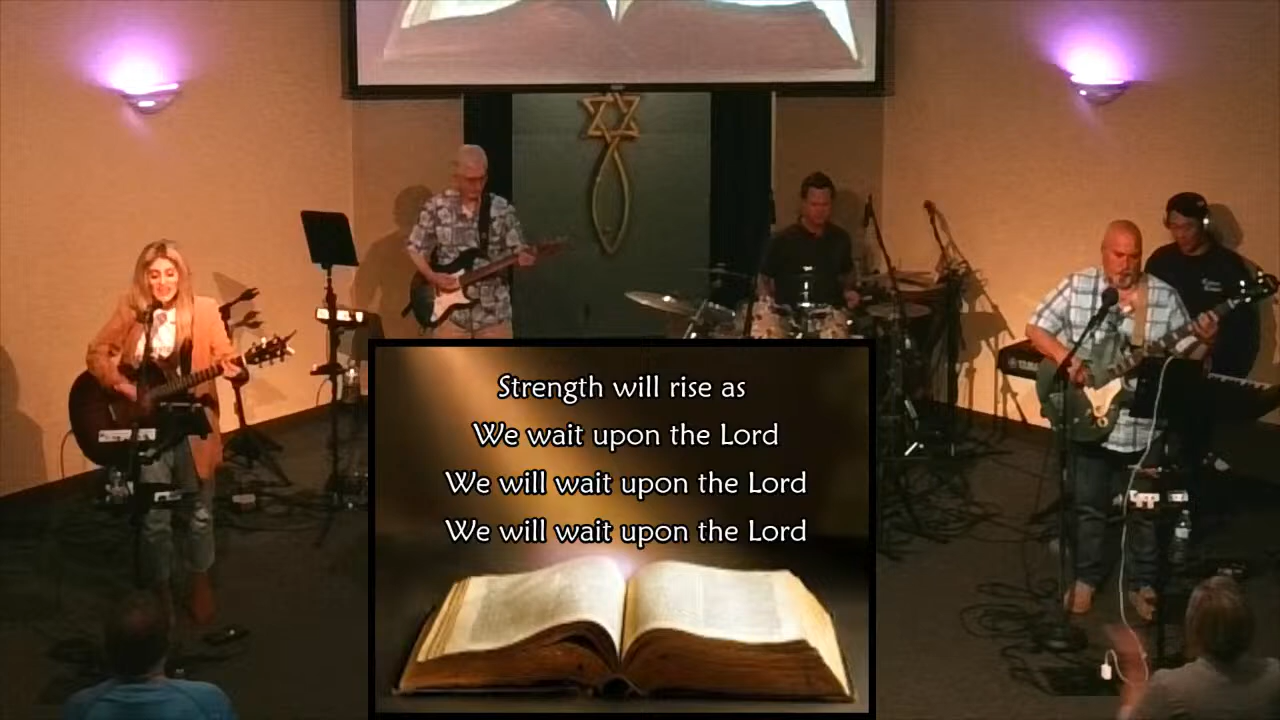 Strength will rise as
We wait upon the Lord
We will wait upon the Lord
We will wait upon the Lord